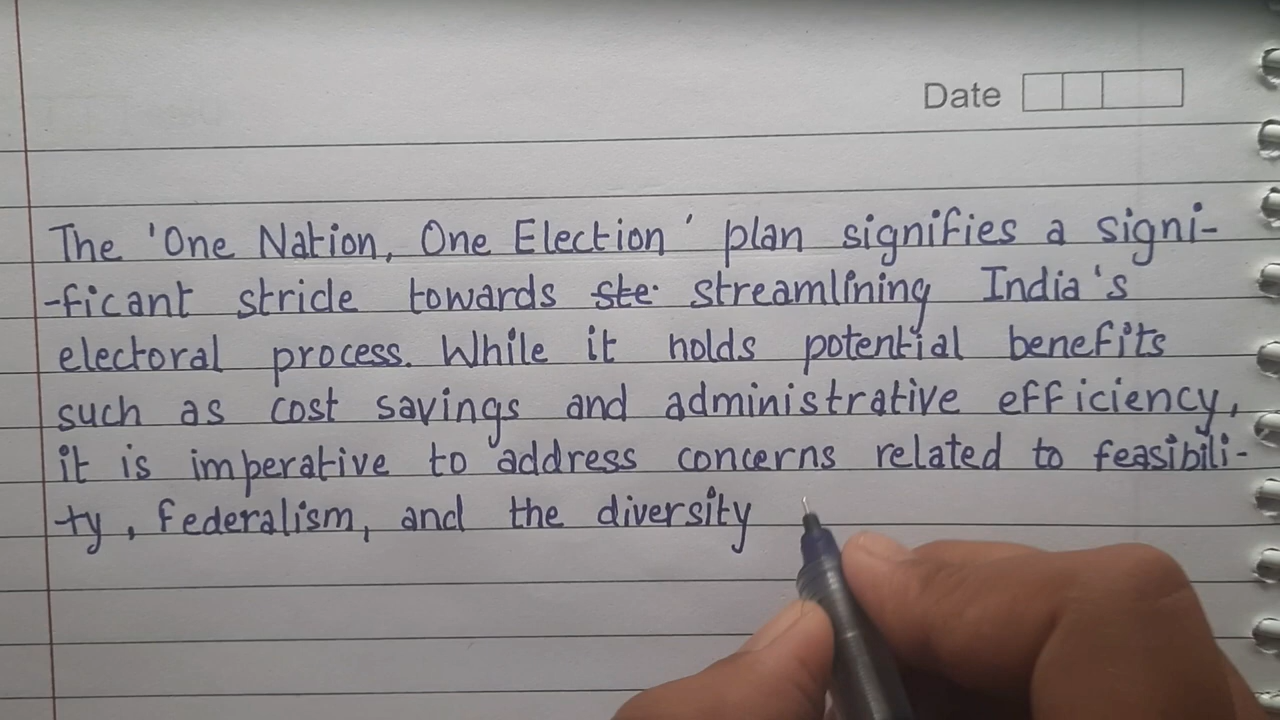 Date
The 'One Nation, One Election' plan signifies a signi-
-ficant stride towards ste streamlining India's
electoral process. While it holds potential benefits
such as cost savings and administrative efficiency,
it is imperative to address concerns related to feasibili-
ty, federalism, and the diversity